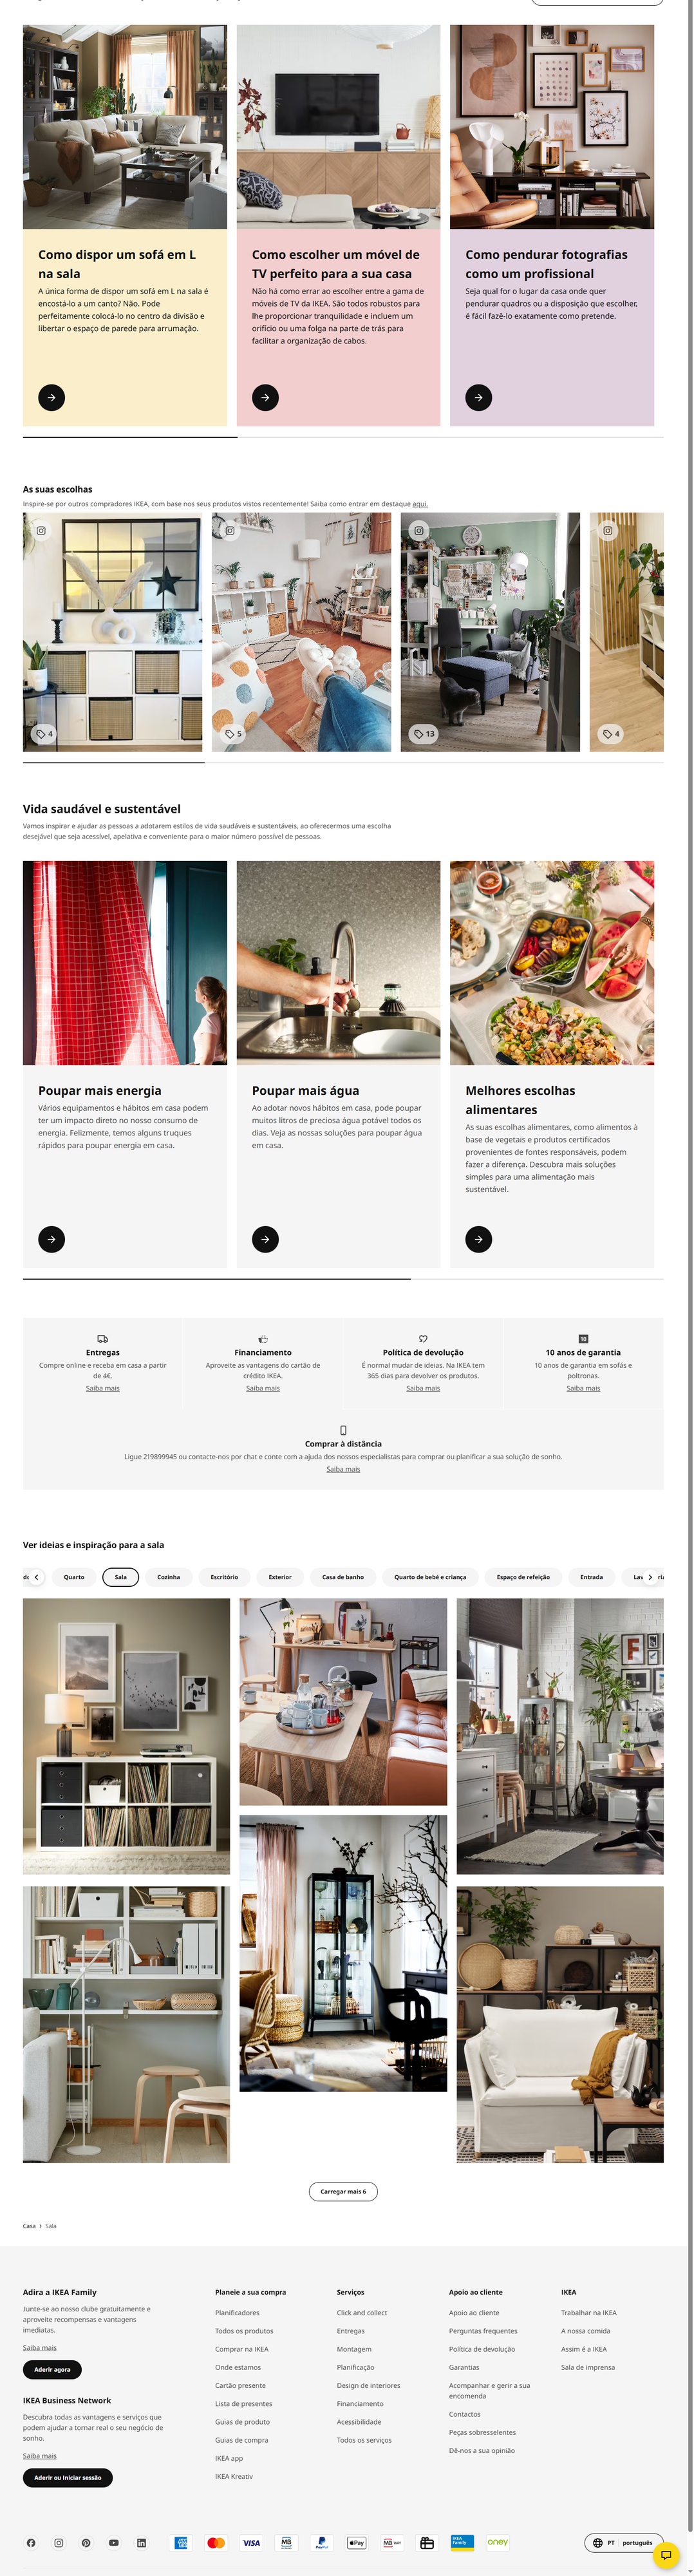 Como dispor um sofá em L
na sala
A única forma de dispor um sofá em L na sala é
encostá-lo a um canto? Não. Pode
perfeitamente colocá-lo no centro da divisão e
libertar o espaço de parede para arrumação.
Como escolher um móvel de
TV perfeito para a sua casa
Não há como errar ao escolher entre a gama de
móveis de TV da IKEA. São todos robustos para
lhe proporcionar tranquilidade e incluem um
orifício ou uma folga na parte de trás para
facilitar a organização de cabos.
Como pendurar fotografias
como um profissional
Seja qual for o lugar da casa onde quer
pendurar quadros ou a disposição que escolher,
é fácil fazê-lo exatamente como pretende.
As suas escolhas
Inspire-se por outros compradores IKEA, com base nos seus produtos vistos recentemente! Saiba como entrar em destaque aqui.
4
5
13
4
Vida saudável e sustentável
Vamos inspirar e ajudar as pessoas a adotarem estilos de vida saudáveis e sustentáveis, ao oferecermos uma escolha
desejável que seja acessível, apelativa e conveniente para o maior número possível de pessoas.
Poupar mais energia
Vários equipamentos e hábitos em casa podem
ter um impacto direto no nosso consumo de
energia. Felizmente, temos alguns truques
rápidos para poupar energia em casa.
Poupar mais água
Ao adotar novos hábitos em casa, pode poupar
muitos litros de preciosa água potável todos os
dias. Veja as nossas soluções para poupar água
em casa.
Melhores escolhas
alimentares
As suas escolhas alimentares, como alimentos à
base de vegetais e produtos certificados
provenientes de fontes responsáveis, podem
fazer a diferença. Descubra mais soluções
simples para uma alimentação mais
sustentável.
Entregas
Compre online e receba em casa a partir
de 4€.
Saiba mais
Financiamento
Aproveite as vantagens do cartão de
crédito IKEA.
Saiba mais
Política de devolução
É normal mudar de ideias. Na IKEA tem
365 dias para devolver os produtos.
Saiba mais
10
10 anos de garantia
10 anos de garantia em sofás e
poltronas.
Saiba mais
Comprar à distância
Ligue 219899945 ou contacte-nos por chat e conte com a ajuda dos nossos especialistas para comprar ou planificar a sua solução de sonho.
Saiba mais
Ver ideias e inspiração para a sala
Quarto
Sala
Cozinha
Escritório
Exterior
Casa de banho
Quarto de bebé e criança
Espaço de refeição
Entrada
F
Carregar mais 6
Casa
Sala
Adira a IKEA Family
Junte-se ao nosso clube gratuitamente e
aproveite recompensas e vantagens
imediatas.
Saiba mais
Aderir agora
IKEA Business Network
Descubra todas as vantagens e serviços que
podem ajudar a tornar real o seu negócio de
sonho.
Saiba mais
Aderir ou Iniciar sessão
Planeie a sua compra
Planificadores
Todos os produtos
Comprar na IKEA
Onde estamos
Cartão presente
Lista de presentes
Guias de produto
Guias de compra
IKEA app
IKEA Kreativ
Serviços
Click and collect
Entregas
Montagem
Planificação
Design de interiores
Financiamento
Acessibilidade
Todos os serviços
Apoio ao cliente
Apoio ao cliente
Perguntas frequentes
Política de devolução
Garantias
Acompanhar e gerir a sua
encomenda
Contactos
Peças sobresselentes
Dê-nos a sua opinião
IKEA
Trabalhar na IKEA
A nossa comida
Assim é a IKEA
Sala de imprensa
VISA
MB
PayPal
Pay
MB WAY
IKEA
Family
oney
PT
português